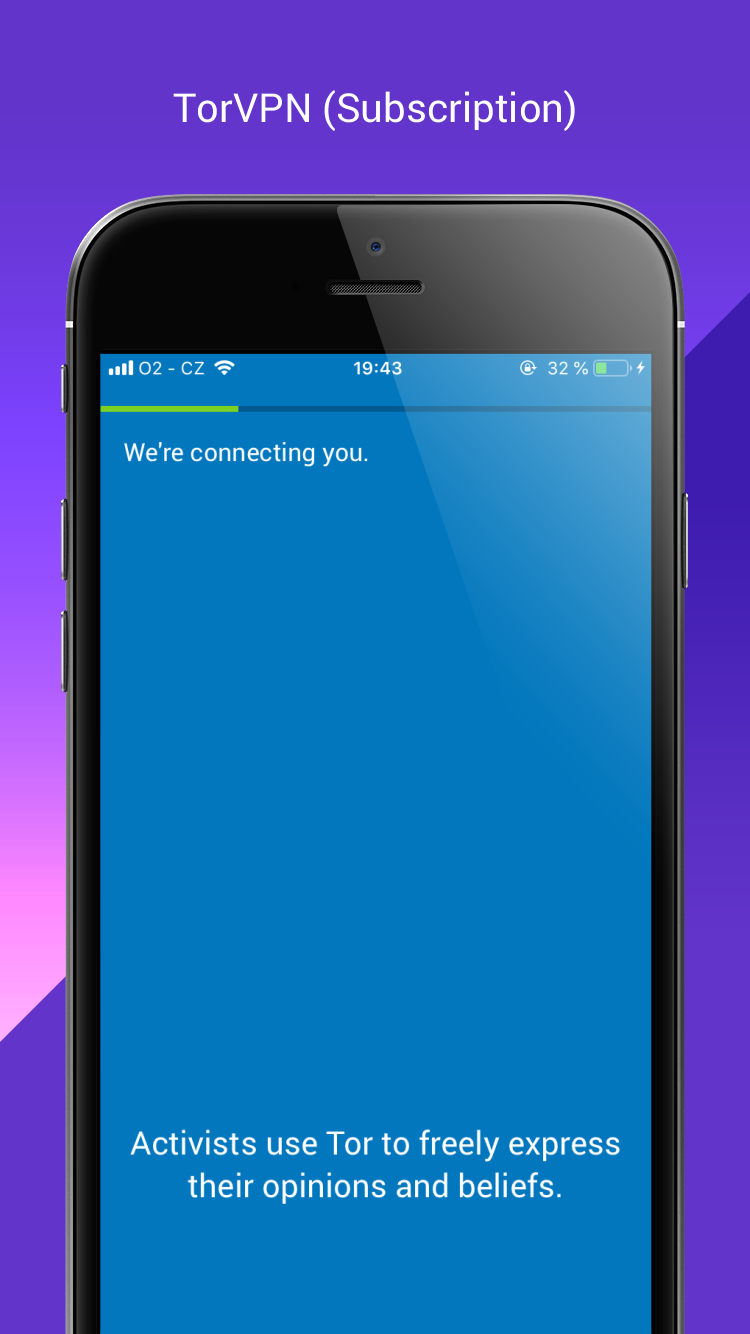 TorVPN (Subscription)
O2 - CZ 19:43 32 %
We're connecting you.
Activists use Tor to freely express
their opinions and beliefs.